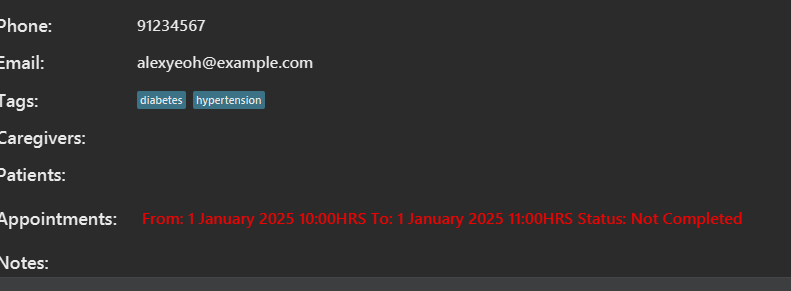 Phone: 91234567
Email: alexyeoh@example.com
Tags: diabetes hypertension
Caregivers:
Patients:
Appointments: From: 1 January 2025 10:00HRS To: 1 January 2025 11:00HRS Status: Not Completed
Notes: